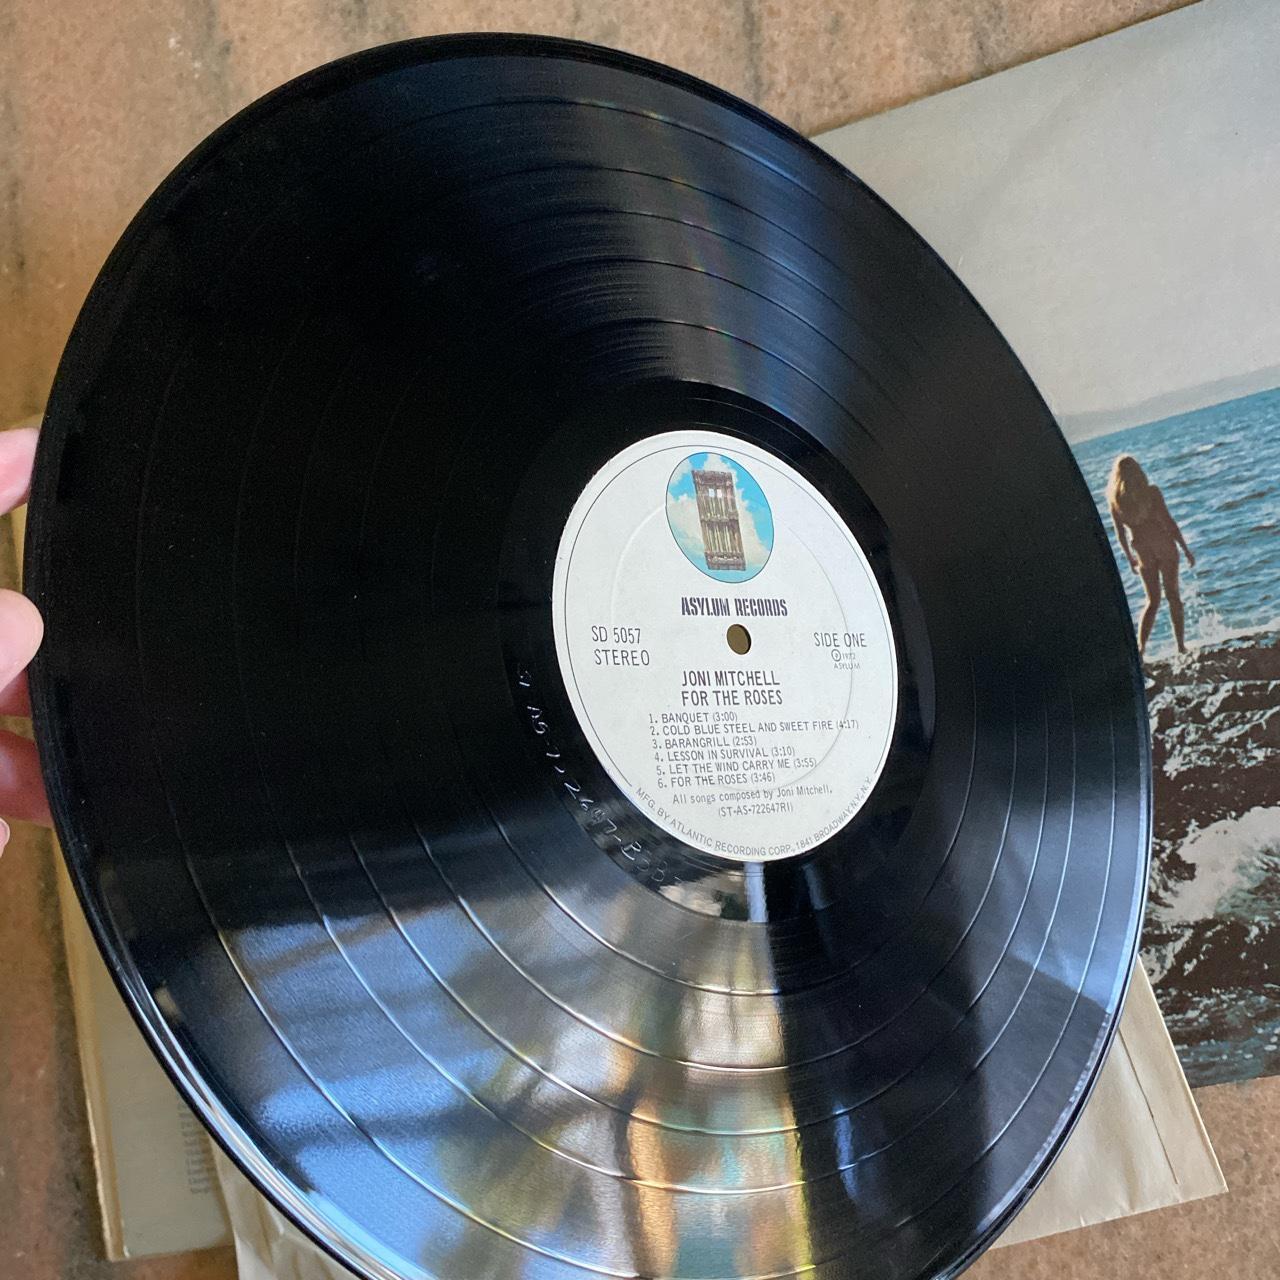 ASYLUM RECORDS
SD 5057
STEREO
SIDE ONE
Ⓟ 1972
ASYLUM
JONI MITCHELL
FOR THE ROSES
1. BANQUET (3:00)
2. COLD BLUE STEEL AND SWEET FIRE (4:17)
3. BARANGRILL (2:53)
4. LESSON IN SURVIVAL (3:10)
5. LET THE WIND CARRY ME (3:55)
6. FOR THE ROSES (3:46)
All songs composed by Joni Mitchell.
(ST-AS-722647RI)
MFG. BY ATLANTIC RECORDING CORP., 1841 BROADWAY, N.Y., N.Y.